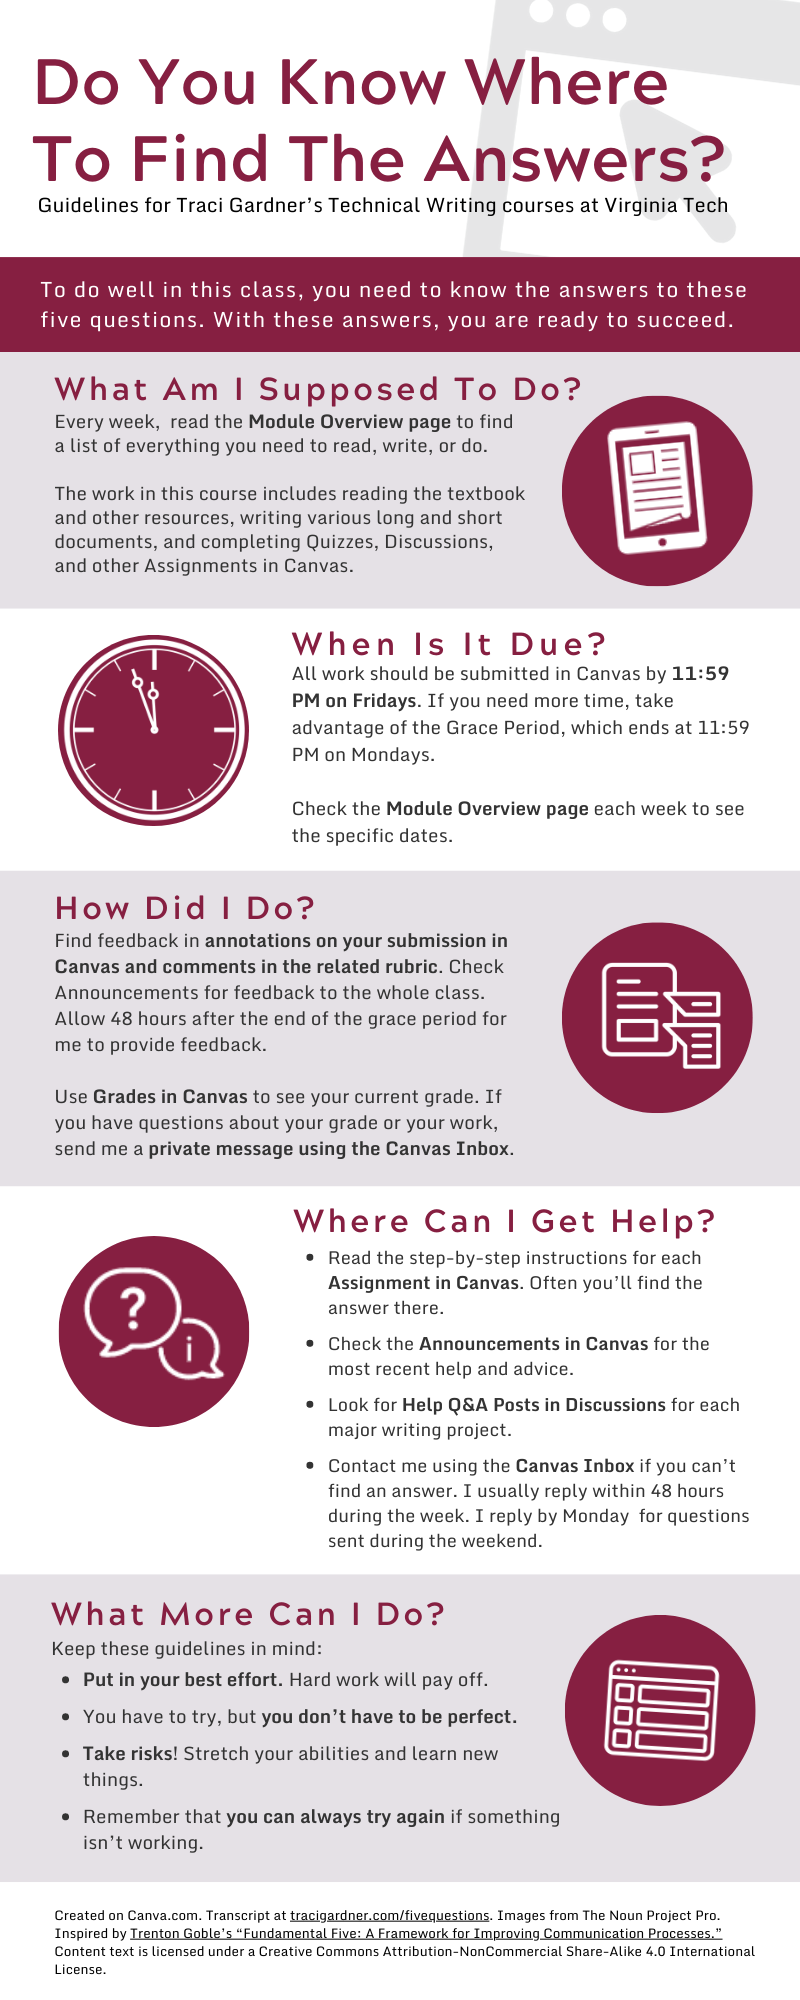 Do You Know Where
To Find The Answers?
Guidelines for Traci Gardner's Technical Writing courses at Virginia Tech
To do well in this class, you need to know the answers to these
five questions. With these answers, you are ready to succeed.
What Am I Supposed To Do?
Every week,  read the Module Overview page to find
a list of everything you need to read, write, or do.
The work in this course includes reading the textbook
and other resources, writing various long and short
documents, and completing Quizzes, Discussions,
and other Assignments in Canvas.
When Is It Due?
All work should be submitted in Canvas by 11:59
PM on Fridays. If you need more time, take
advantage of the Grace Period, which ends at 11:59
PM on Mondays.
Check the Module Overview page each week to see
the specific dates.
How Did I Do?
Find feedback in annotations on your submission in
Canvas and comments in the related rubric. Check
Announcements for feedback to the whole class.
Allow 48 hours after the end of the grace period for
me to provide feedback.
Use Grades in Canvas to see your current grade. If
you have questions about your grade or your work,
send me a private message using the Canvas Inbox.
Where Can I Get Help?
? i
• Read the step-by-step instructions for each
Assignment in Canvas. Often you'll find the
answer there.
• Check the Announcements in Canvas for the
most recent help and advice.
• Look for Help Q&A Posts in Discussions for each
major writing project.
• Contact me using the Canvas Inbox if you can't
find an answer. I usually reply within 48 hours
during the week. I reply by Monday  for questions
sent during the weekend.
What More Can I Do?
Keep these guidelines in mind:
• Put in your best effort. Hard work will pay off.
• You have to try, but you don't have to be perfect.
• Take risks! Stretch your abilities and learn new
things.
• Remember that you can always try again if something
isn't working.
Created on Canva.com. Transcript at tracigardner.com/fivequestions. Images from The Noun Project Pro.
Inspired by Trenton Goble's “Fundamental Five: A Framework for Improving Communication Processes.”
Content text is licensed under a Creative Commons Attribution-NonCommercial Share-Alike 4.0 International
License.